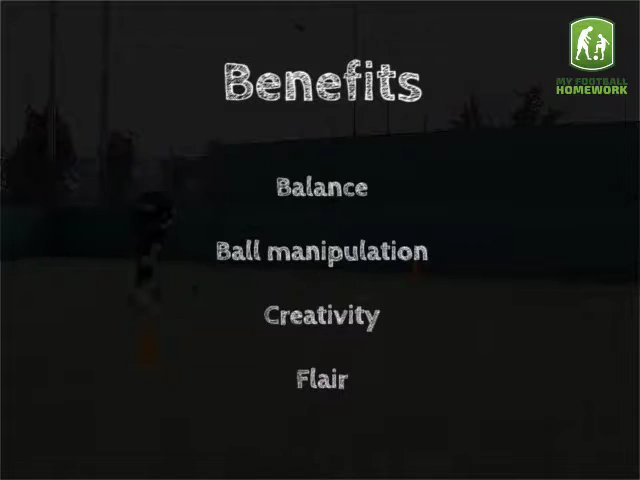 MY FOOTBALL
HOMEWORK
Benefits
Balance
Ball manipulation
Creativity
Flair